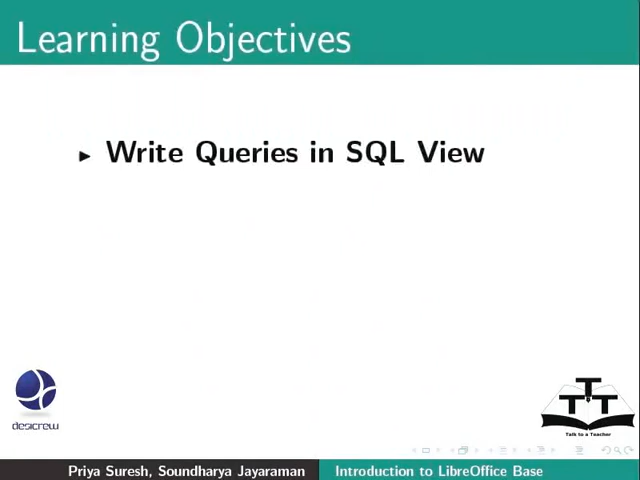 Learning Objectives
Write Queries in SQL View
desicrew
T
T T
Talk to a Teacher
Priya Suresh, Soundharya Jayaraman
Introduction to LibreOffice Base